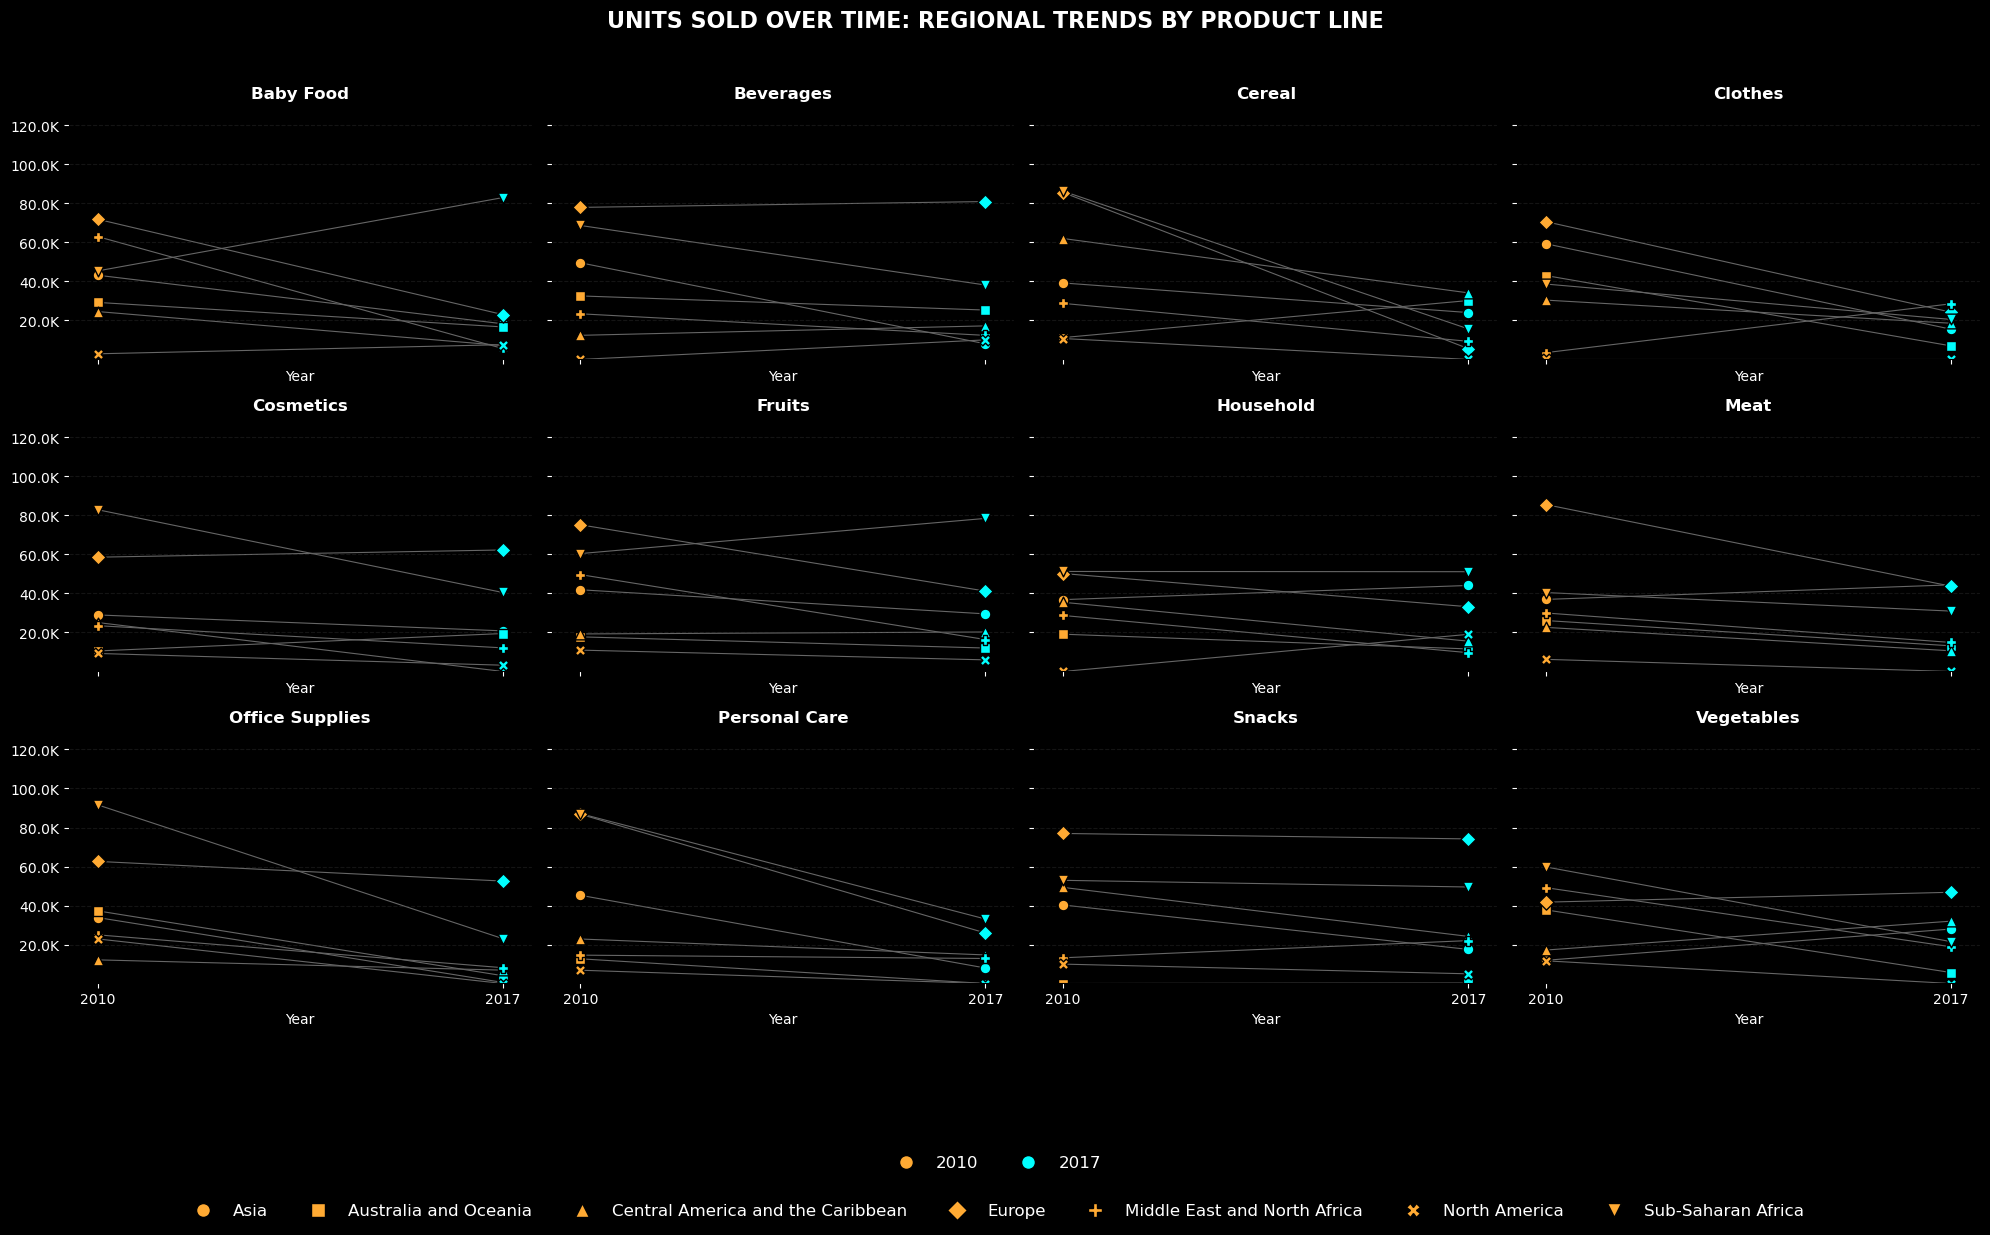 UNITS SOLD OVER TIME: REGIONAL TRENDS BY PRODUCT LINE
Baby Food
Beverages
Cereal
Clothes
120.0K
100.0K
80.0K
60.0K
40.0K
20.0K
Year
Year
Year
Year
Cosmetics
Fruits
Household
Meat
120.0K
100.0K
80.0K
60.0K
40.0K
20.0K
Year
Year
Year
Year
Office Supplies
Personal Care
Snacks
Vegetables
120.0K
100.0K
80.0K
60.0K
40.0K
20.0K
2010 2017
2010 2017
2010 2017
2010 2017
Year
Year
Year
Year
2010 2017
Asia Australia and Oceania Central America and the Caribbean Europe Middle East and North Africa North America Sub-Saharan Africa